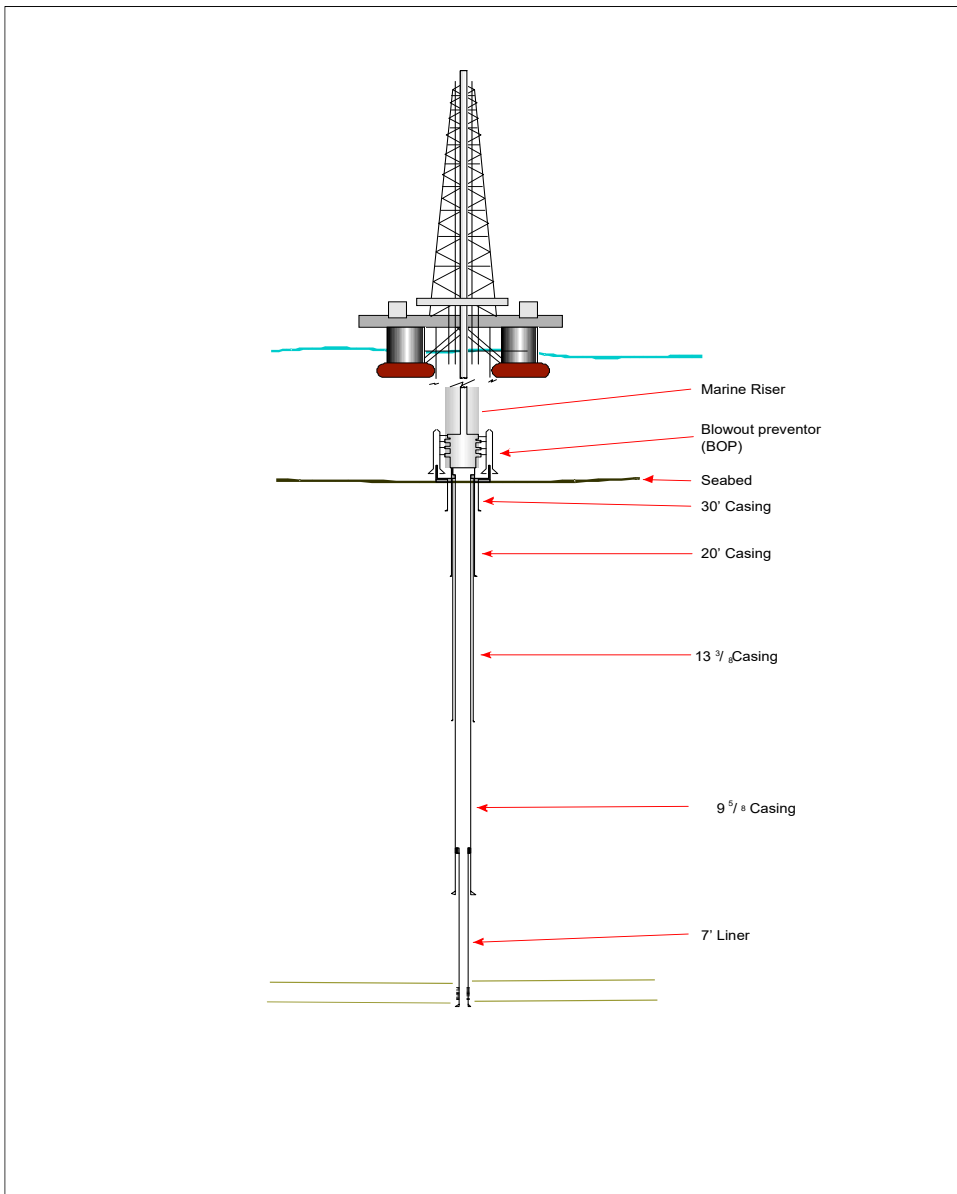 Marine Riser
Blowout preventor
(BOP)
Seabed
30’ Casing
20’ Casing
13 3/ 8Casing
9 5/ 8 Casing
7’ Liner